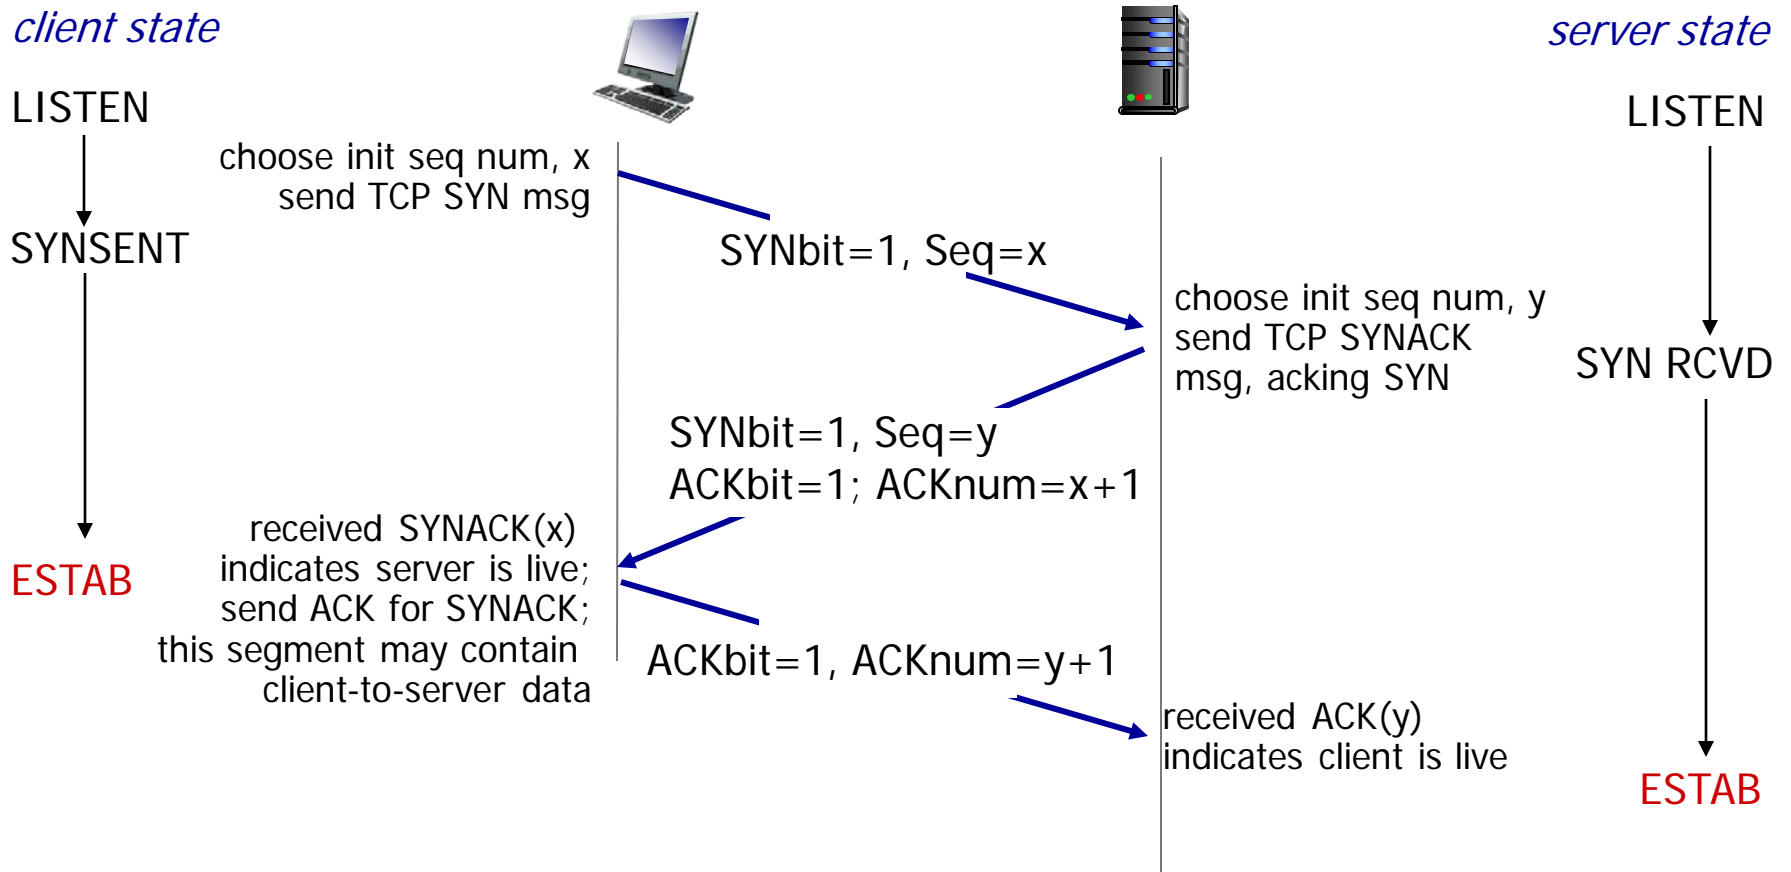 client state
server state
LISTEN
LISTEN
choose init seq num, x
send TCP SYN msg
SYNSENT
SYNbit=1, Seq=x
choose init seq num, y
send TCP SYNACK
msg, acking SYN
SYN RCVD
SYNbit=1, Seq=y
ACKbit=1; ACKnum=x+1
received SYNACK(x)
indicates server is live;
send ACK for SYNACK;
this segment may contain
client-to-server data
ESTAB
ACKbit=1, ACKnum=y+1
received ACK(y)
indicates client is live
ESTAB